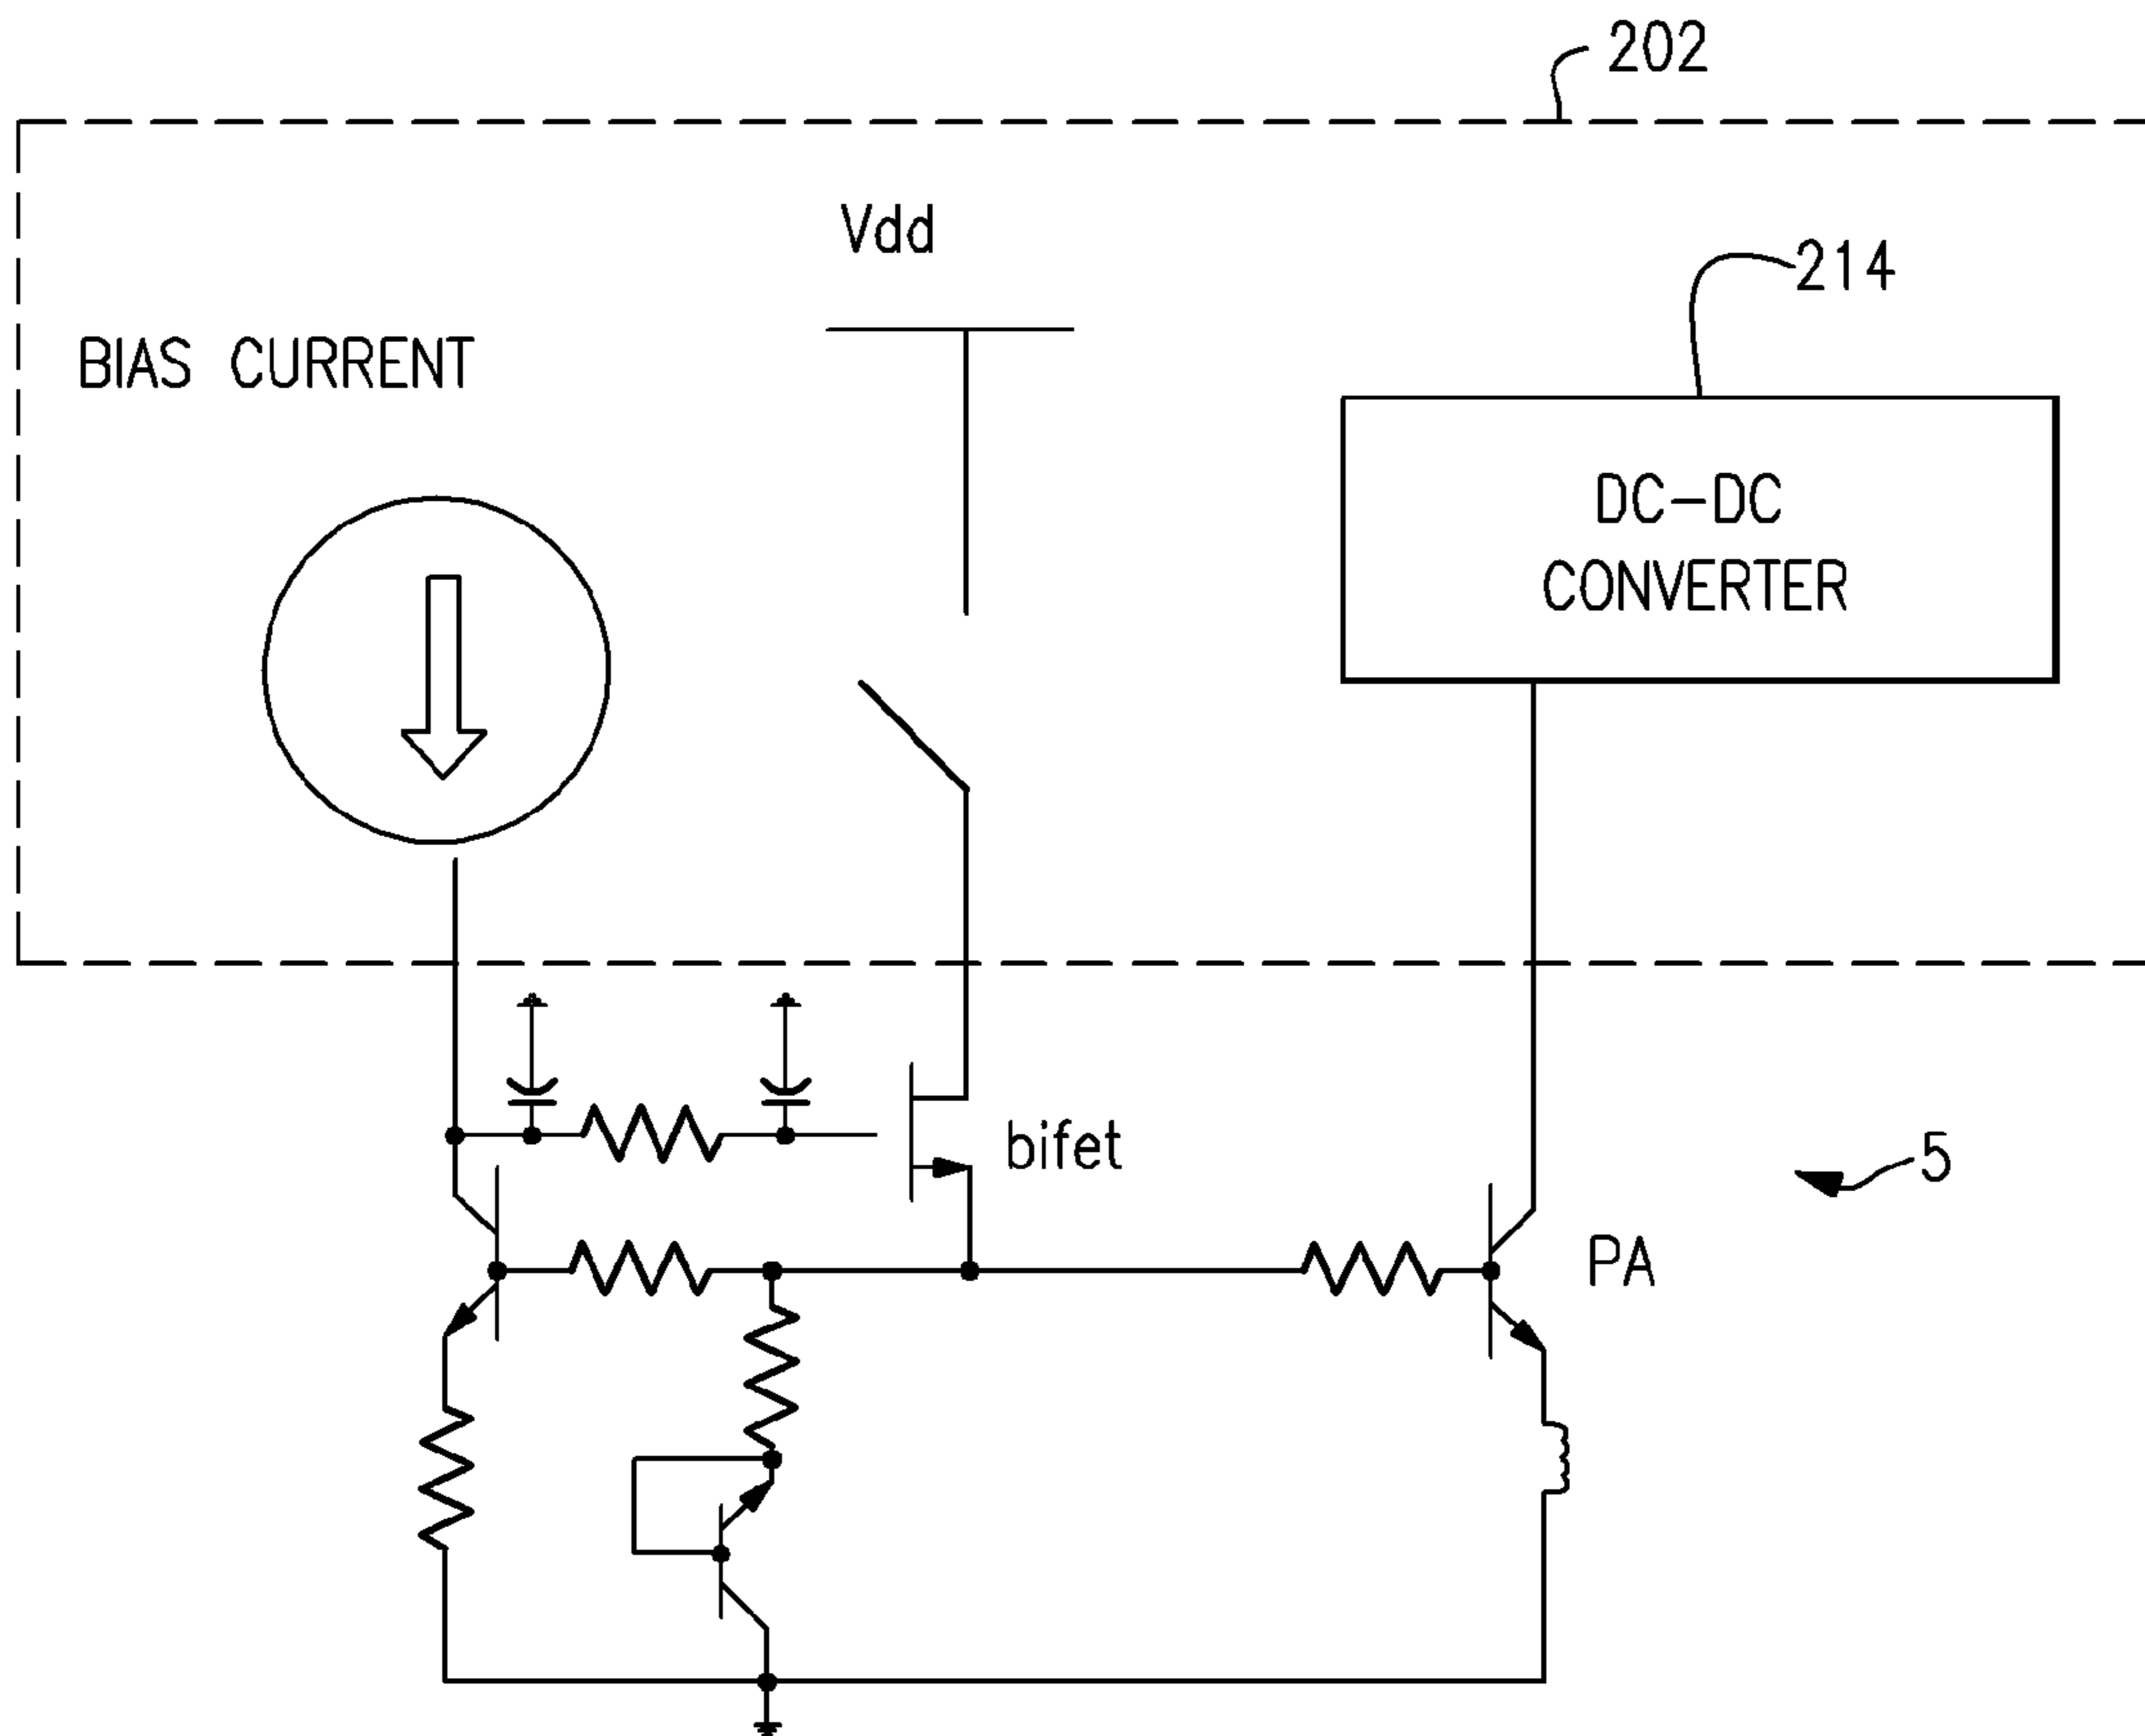 202
Vdd
214
BIAS CURRENT
DC-DC
CONVERTER
bifet
5
PA